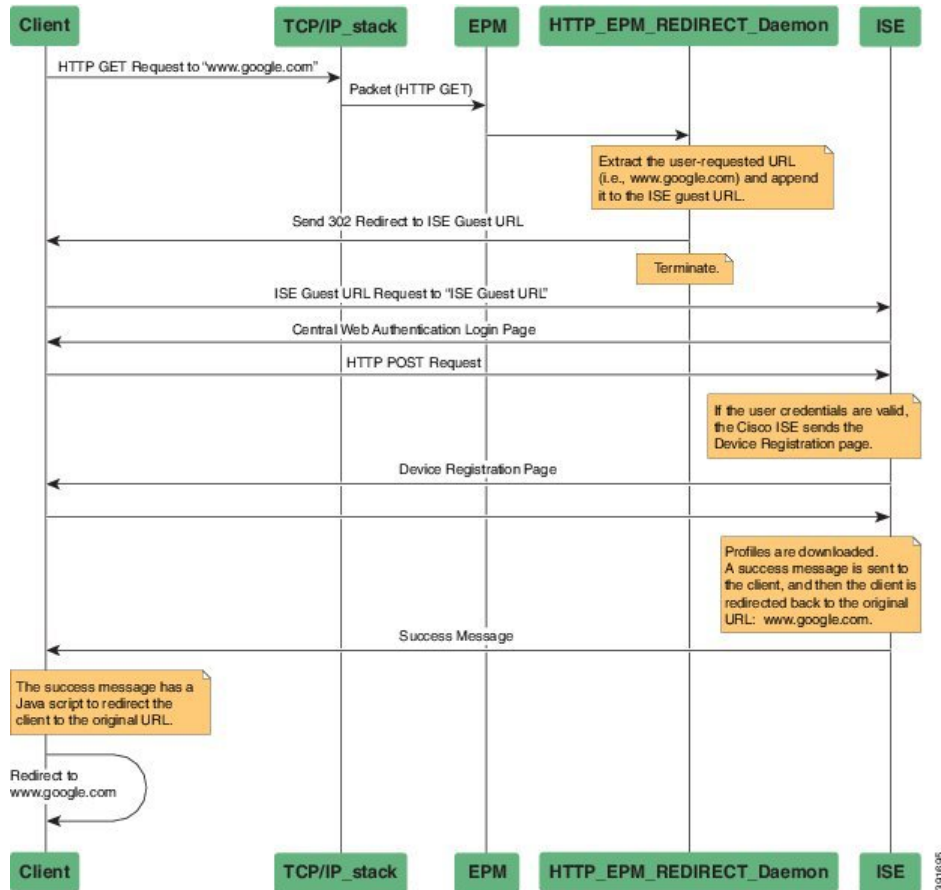 Client
TCP/IP_stack
EPM
HTTP_EPM_REDIRECT_Daemon
ISE
HTTP GET Request to “www.google.com”
Packet (HTTP GET)
Extract the user-requested URL
(i.e., www.google.com) and append
it to the ISE guest URL.
Send 302 Redirect to ISE Guest URL
Terminate.
ISE Guest URL Request to “ISE Guest URL”
Central Web Authentication Login Page
HTTP POST Request
If the user credentials are valid,
the Cisco ISE sends the
Device Registration page.
Device Registration Page
Profiles are downloaded.
A success message is sent to
the client, and then the client is
redirected back to the original
URL: www.google.com.
Success Message
The success message has a
Java script to redirect the
client to the original URL.
Redirect to
www.google.com
Client
TCP/IP_stack
EPM
HTTP_EPM_REDIRECT_Daemon
ISE